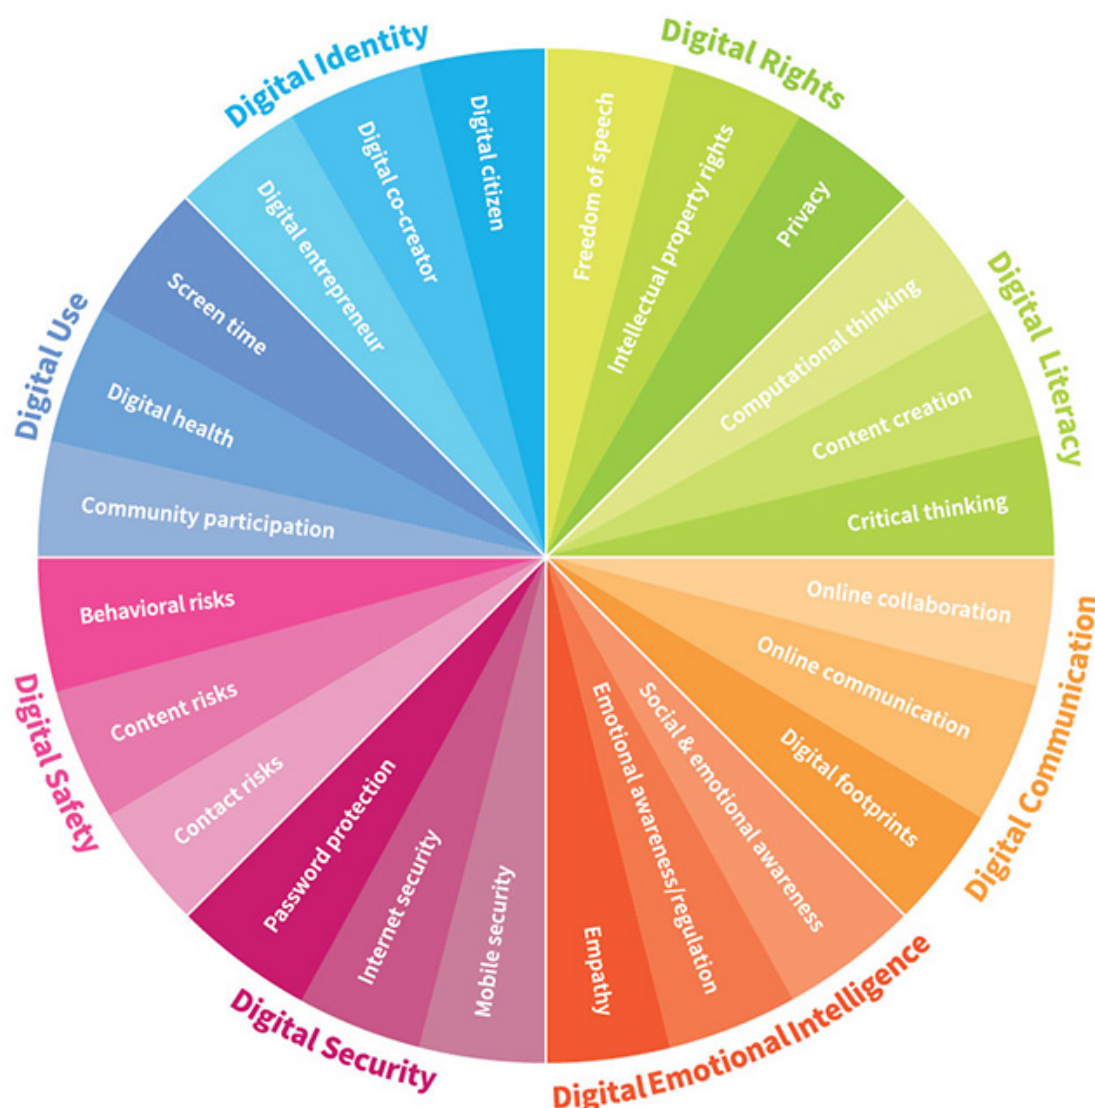 Digital Rights
Freedom of speech
Intellectual property rights
Privacy
Digital Literacy
Computational thinking
Content creation
Critical thinking
Digital Communication
Online collaboration
Online communication
Digital footprints
Digital Emotional Intelligence
Social & emotional awareness
Emotional awareness/regulation
Empathy
Digital Security
Mobile security
Internet security
Password protection
Digital Safety
Contact risks
Content risks
Behavioral risks
Digital Use
Community participation
Digital health
Screen time
Digital Identity
Digital entrepreneur
Digital co-creator
Digital citizen